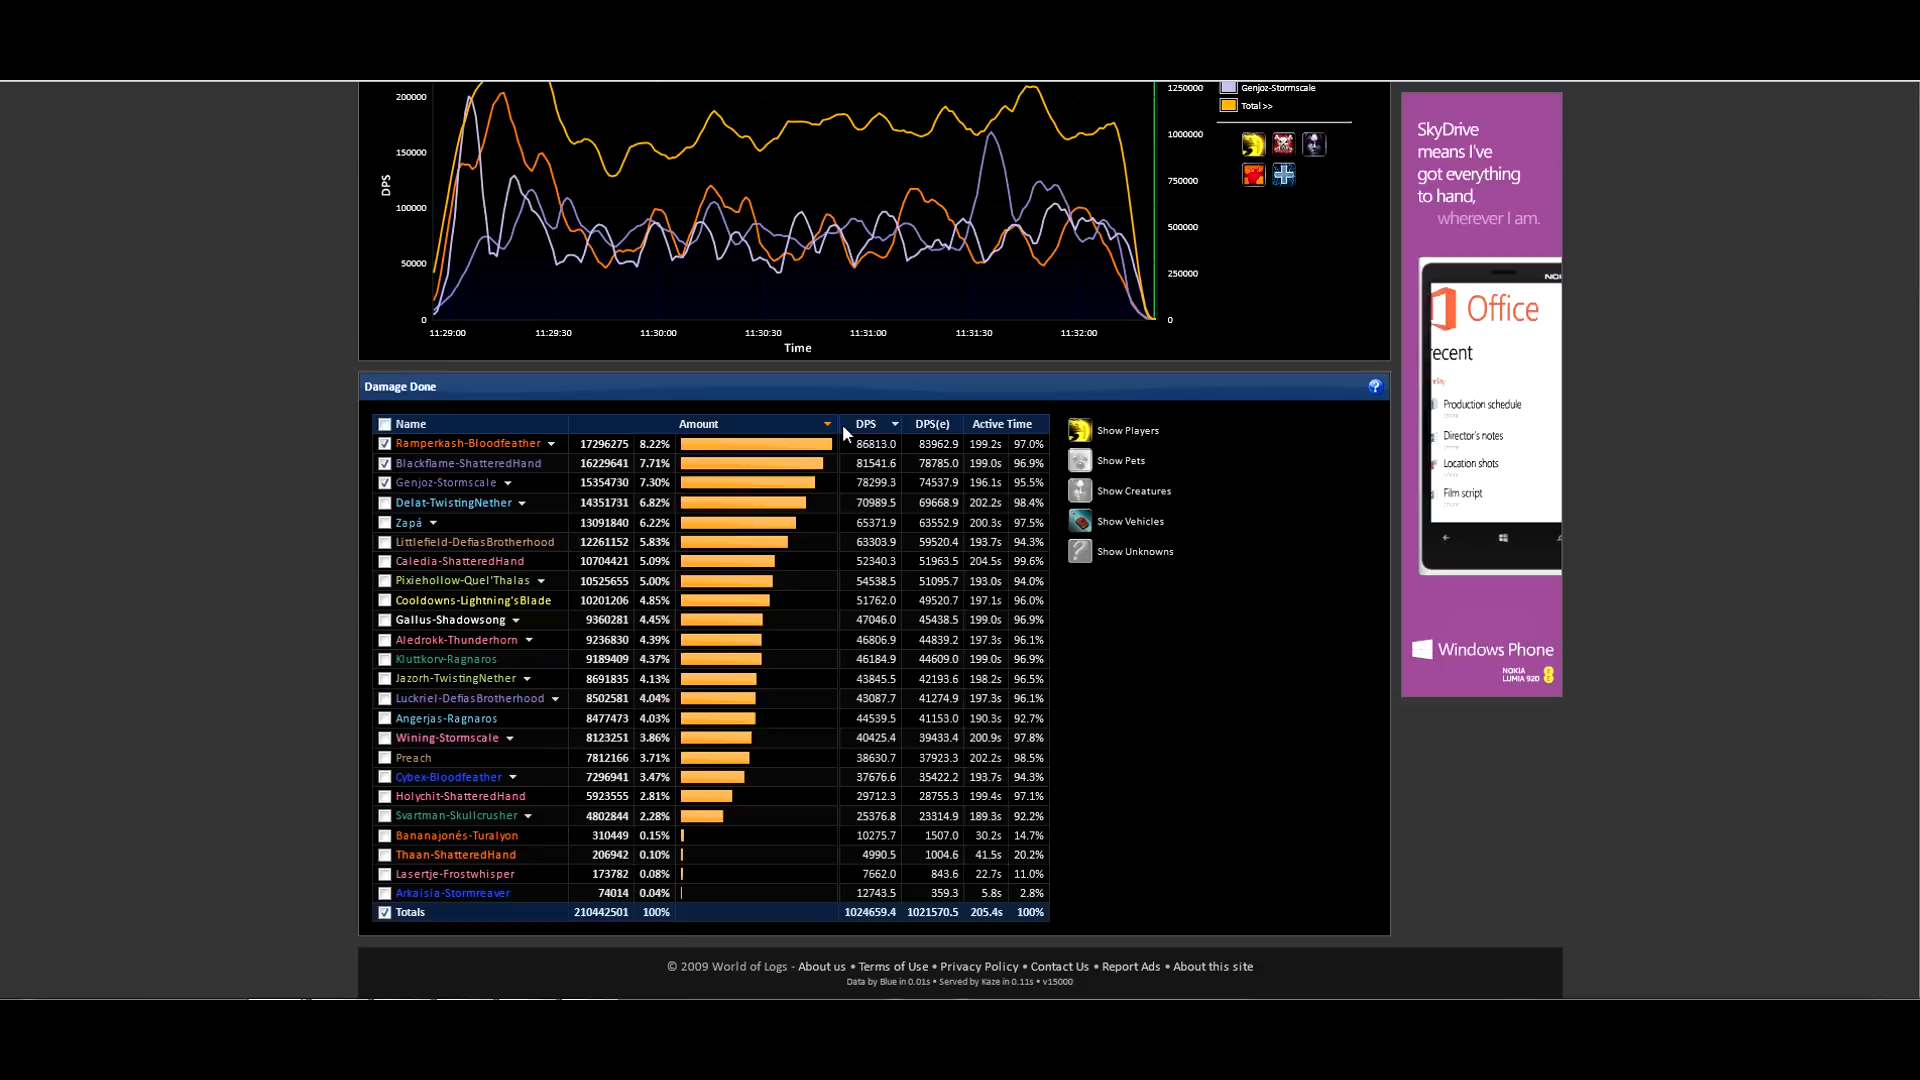 200000
150000
100000
50000
0
DPS
1250000
1000000
750000
500000
250000
0
11:29:00 11:29:30 11:30:00 11:30:30 11:31:00 11:31:30 11:32:00
Time
Genjoz-Stormscale
Total >>
Damage Done
Name Amount DPS DPS(e) Active Time
Ramperkash-Bloodfeather 17296275 8.22% 86813.0 83962.9 199.2s 97.0%
Blackflame-ShatteredHand 16229641 7.71% 81541.6 78785.0 199.0s 96.9%
Genjoz-Stormscale 15354730 7.30% 78299.3 74537.9 196.1s 95.5%
Delat-TwistingNether 14351731 6.82% 70989.5 69668.9 202.2s 98.4%
Zapá 13091840 6.22% 65371.9 63552.9 200.3s 97.5%
Littlefield-DefiasBrotherhood 12261152 5.83% 63303.9 59520.4 193.7s 94.3%
Caledia-ShatteredHand 10704421 5.09% 52340.3 51963.5 204.5s 99.6%
Pixiehollow-Quel'Thalas 10525655 5.00% 54538.5 51095.7 193.0s 94.0%
Cooldowns-Lightning'sBlade 10201206 4.85% 51762.0 49520.7 197.1s 96.0%
Gallus-Shadowsong 9360281 4.45% 47046.0 45438.5 199.0s 96.9%
Aledrokk-Thunderhorn 9236830 4.39% 46806.9 44839.2 197.3s 96.1%
Kluttkorv-Ragnaros 9189409 4.37% 46184.9 44609.0 199.0s 96.9%
Jazorh-TwistingNether 8691835 4.13% 43845.5 42193.6 198.2s 96.5%
Luckriel-DefiasBrotherhood 8502581 4.04% 43087.7 41274.9 197.3s 96.1%
Angerjas-Ragnaros 8477473 4.03% 44539.5 41153.0 190.3s 92.7%
Wining-Stormscale 8123251 3.86% 40425.4 39433.4 200.9s 97.8%
Preach 7812166 3.71% 38630.7 37923.3 202.2s 98.5%
Cybex-Bloodfeather 7296941 3.47% 37676.6 35422.2 193.7s 94.3%
Holychit-ShatteredHand 5923555 2.81% 29712.3 28755.3 199.4s 97.1%
Svartman-Skullcrusher 4802844 2.28% 25376.8 23314.9 189.3s 92.2%
Bananajonés-Turalyon 310449 0.15% 10275.7 1507.0 30.2s 14.7%
Thaan-ShatteredHand 206942 0.10% 4990.5 1004.6 41.5s 20.2%
Lasertje-Frostwhisper 173782 0.08% 7662.0 843.6 22.7s 11.0%
Arkaisia-Stormreaver 74014 0.04% 12743.5 359.3 5.8s 2.8%
Totals 210442501 100% 1024659.4 1021570.5 205.4s 100%
Show Players
Show Pets
Show Creatures
Show Vehicles
Show Unknowns
SkyDrive
means I've
got everything
to hand,
wherever I am.
Office
recent
Production schedule
Director's notes
Location shots
Film script
Windows Phone
NOKIA
LUMIA 920
© 2009 World of Logs - About us • Terms of Use • Privacy Policy • Contact Us • Report Ads • About this site
Data by Blue in 0.01s • Served by Kaze in 0.11s • v15000